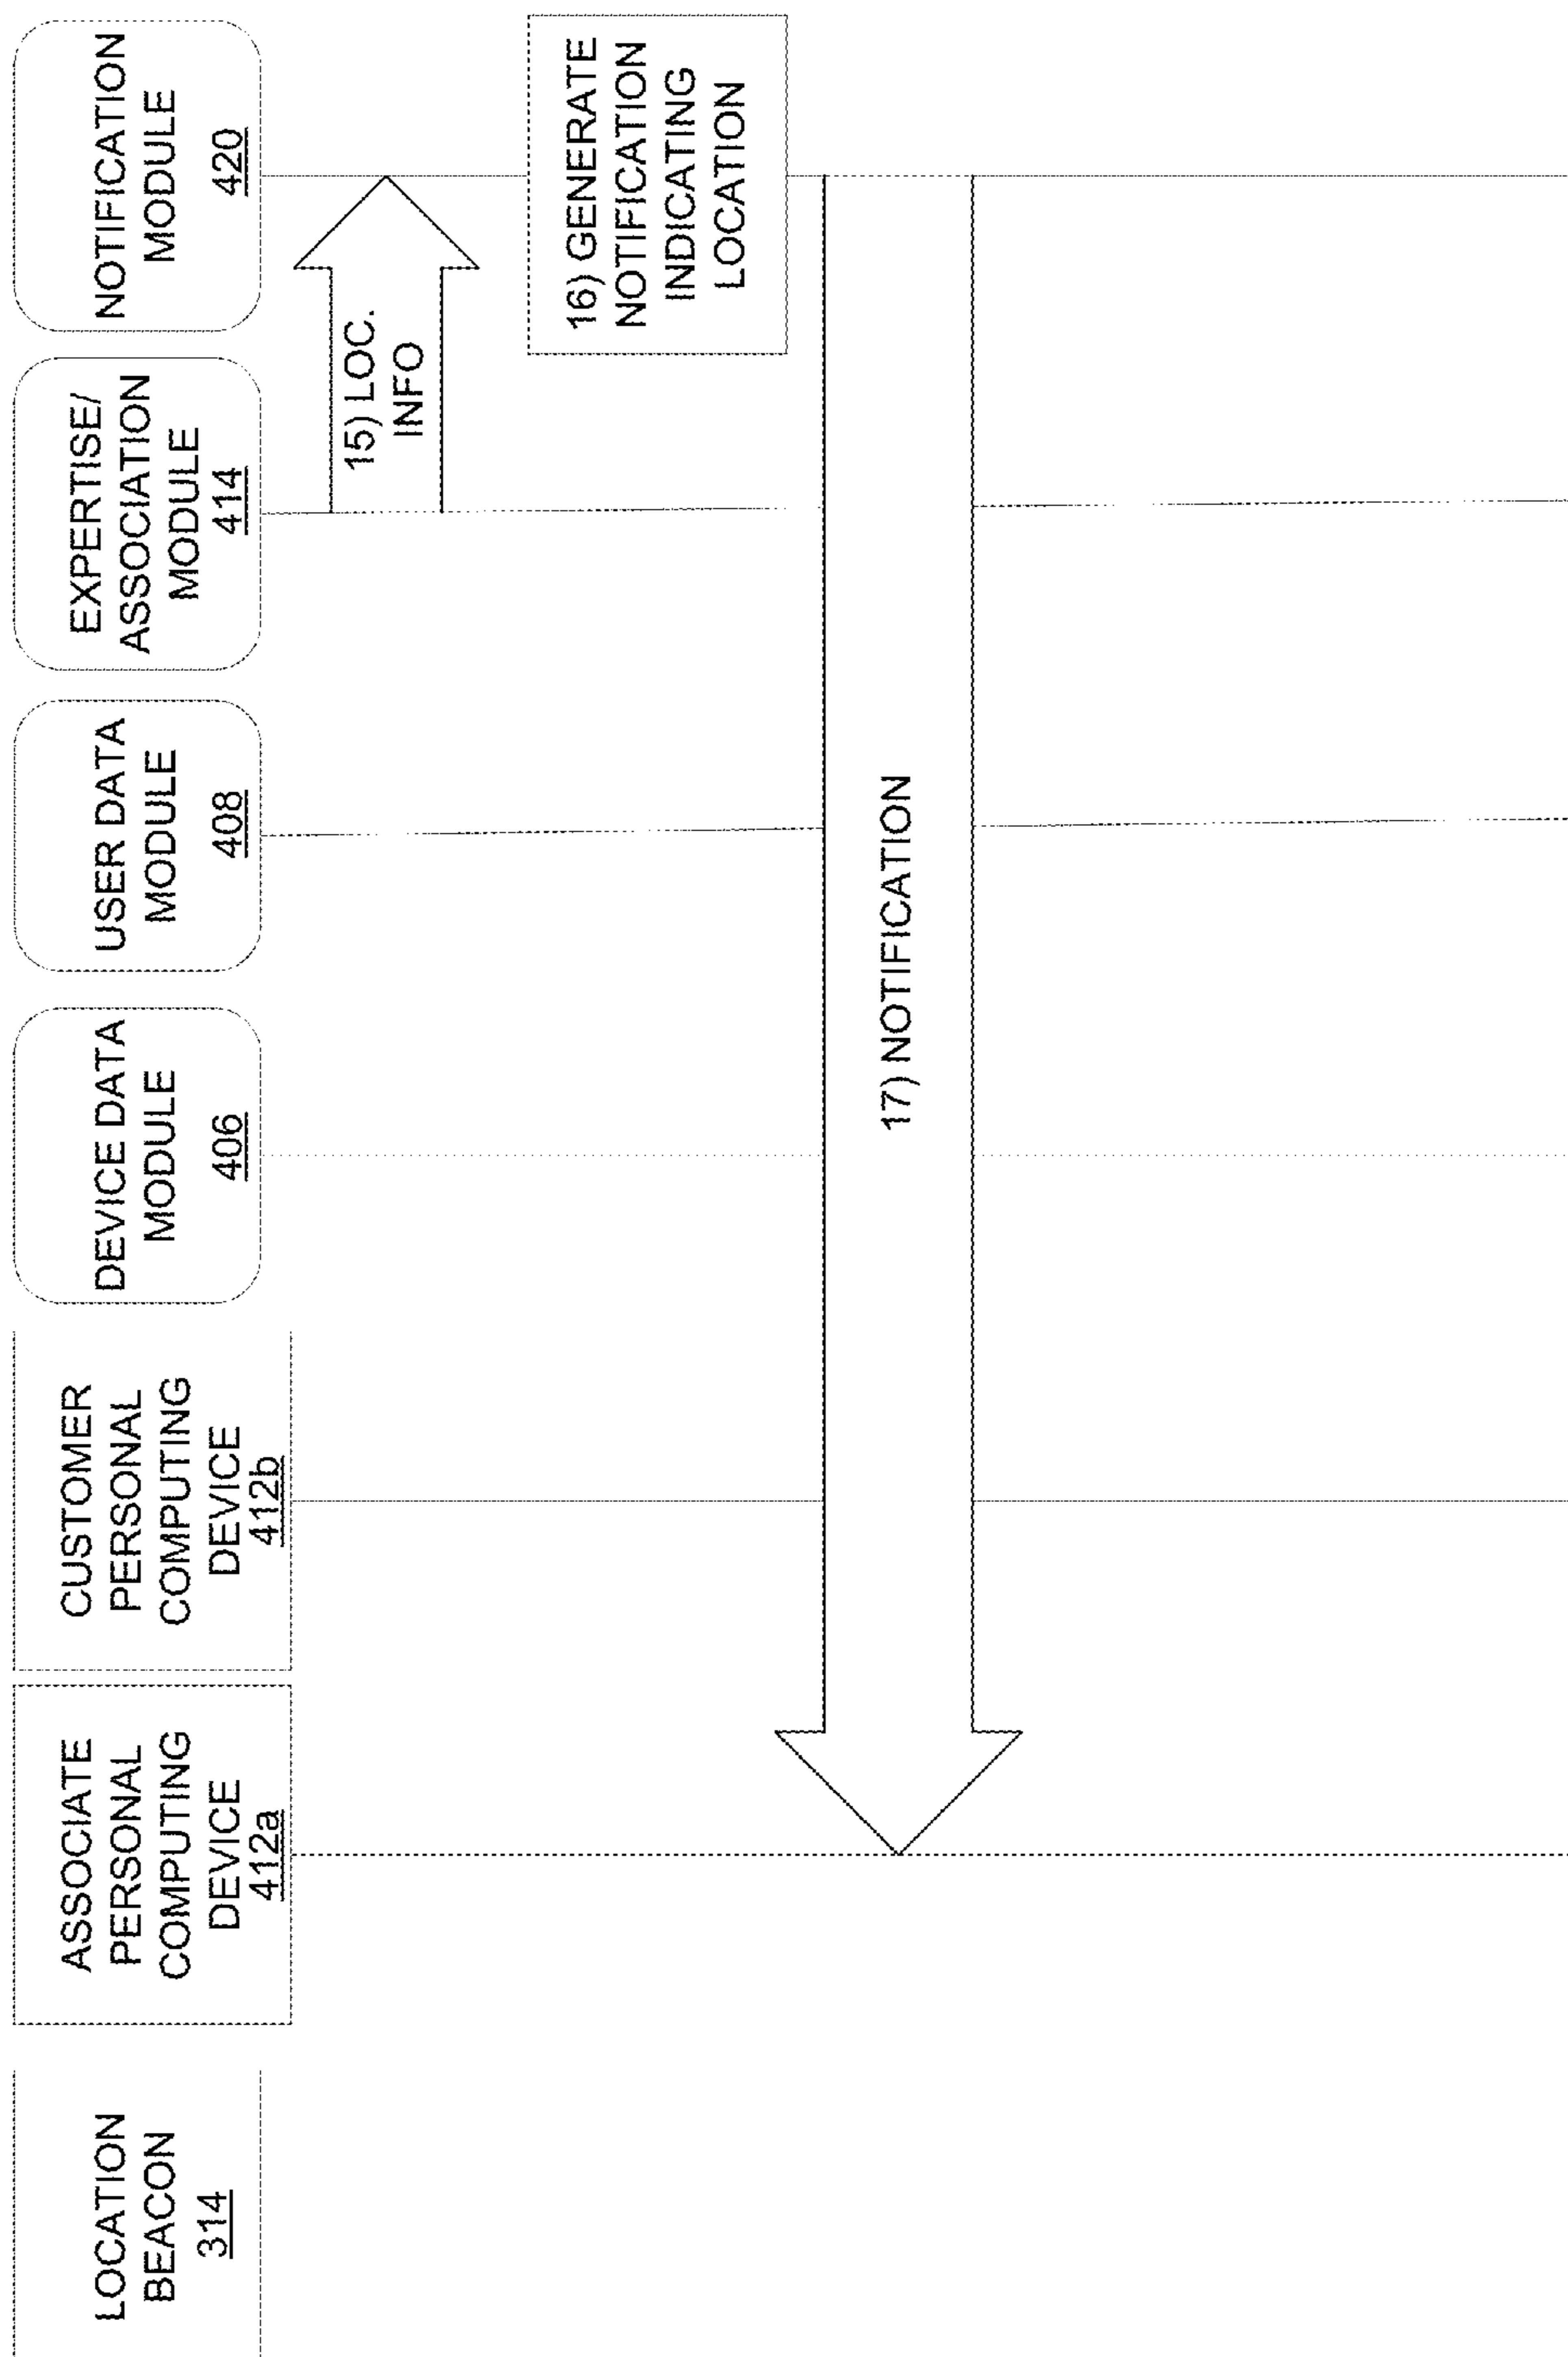 LOCATION
BEACON
314
ASSOCIATE
PERSONAL
COMPUTING
DEVICE
412a
CUSTOMER
PERSONAL
COMPUTING
DEVICE
412b
DEVICE DATA
MODULE
406
USER DATA
MODULE
408
EXPERTISE/
ASSOCIATION
MODULE
414
NOTIFICATION
MODULE
420
15) LOC.
INFO
16) GENERATE
NOTIFICATION
INDICATING
LOCATION
17) NOTIFICATION